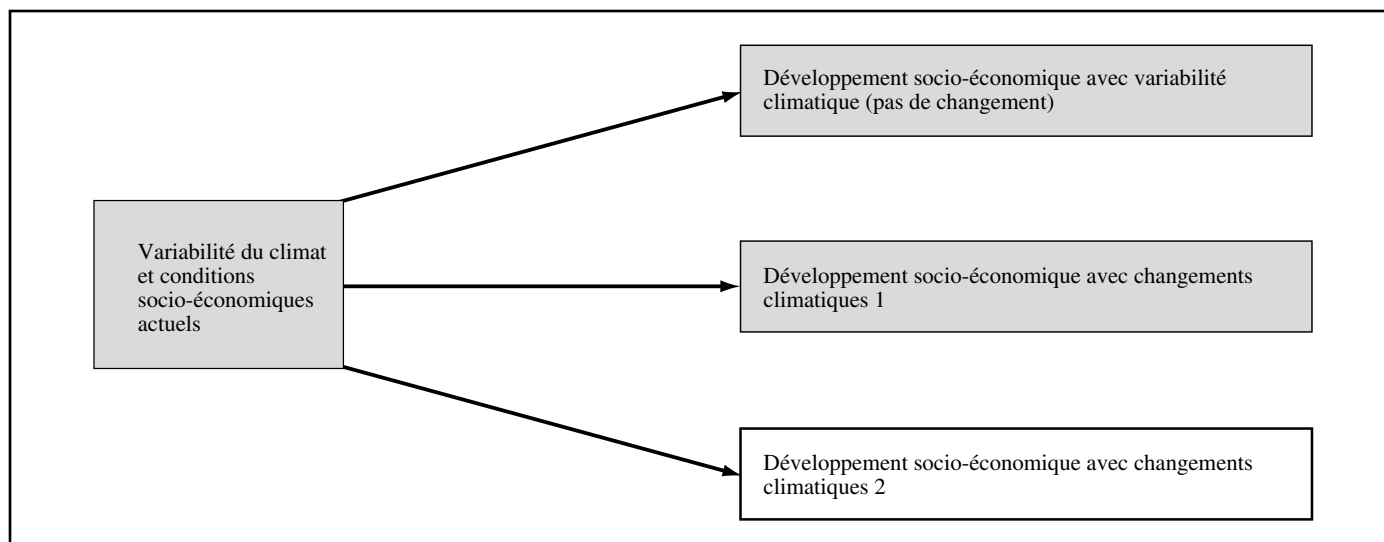 Développement socio-économique avec variabilité
climatique (pas de changement)
Variabilité du climat
et conditions
socio-économiques
actuels
Développement socio-économique avec changements
climatiques 1
Développement socio-économique avec changements
climatiques 2